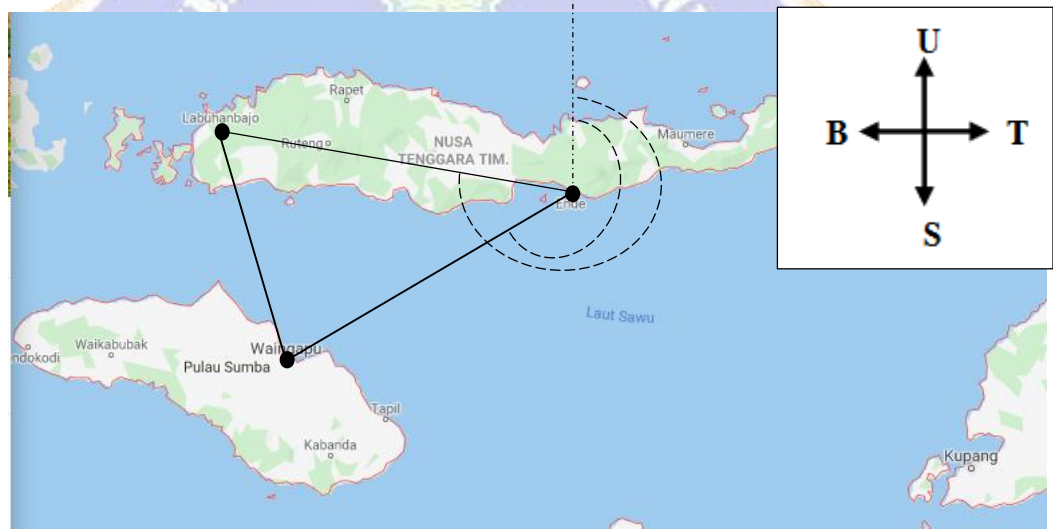 U
B
T
S
Rapet
Labuhanbajo
Ruteng
NUSA
TENGGARA TIM.
Maumere
Ende
Laut Sawu
Waikabubak
ndokodi
Waingapu
Pulau Sumba
Tapil
Kabanda
Kupang